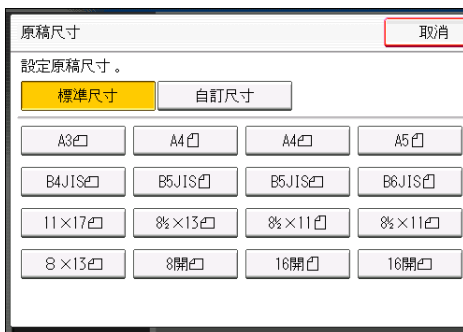 原稿尺寸 取消
設定原稿尺寸。
標準尺寸 自訂尺寸
A3 A4 A4 A5
B4JIS B5JIS B5JIS B6JIS
11×17 8½×13 8½×11 8½×11
8×13 8開 16開 16開